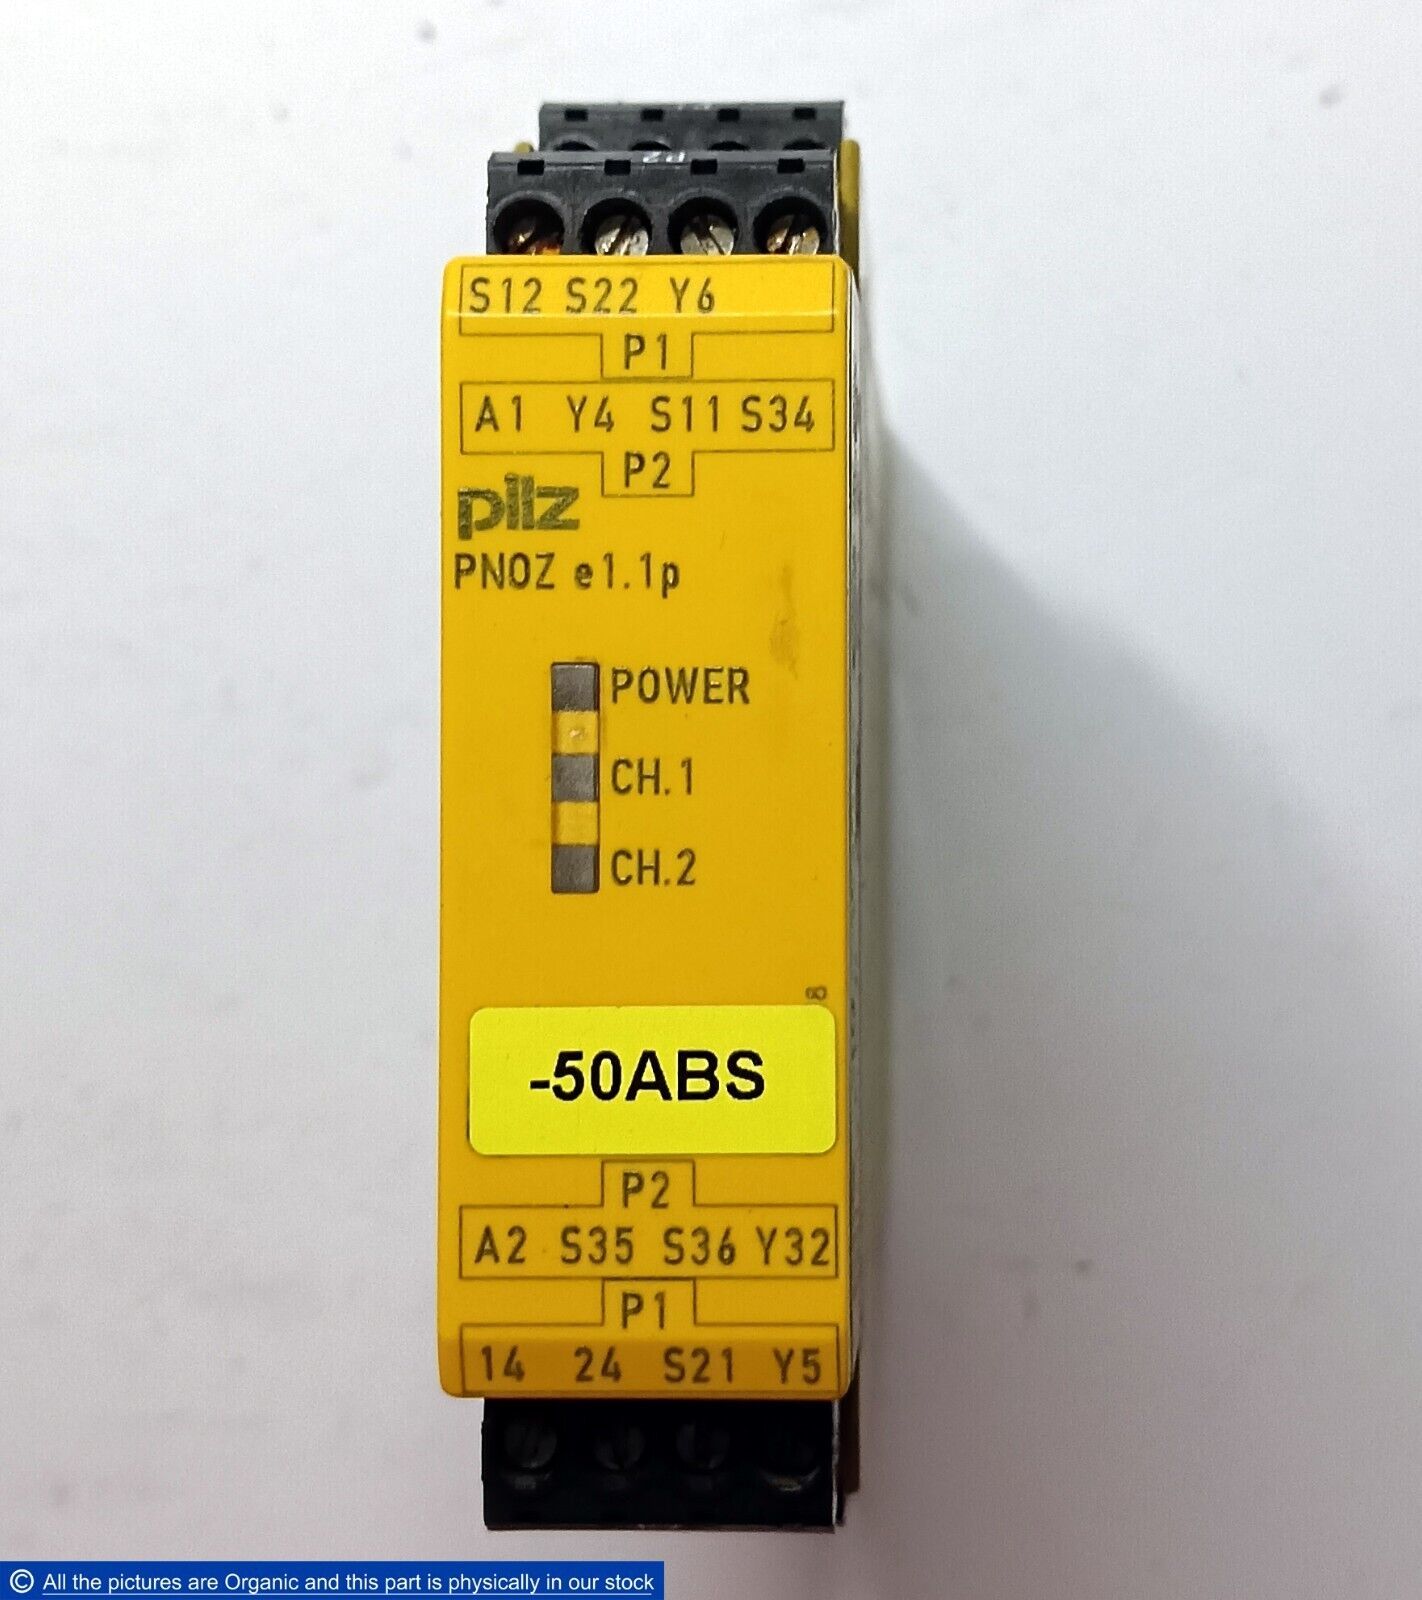 P2
S12 S22 Y6
P1
A1 Y4 S11 S34
P2
pilz
PNOZ e1.1p
POWER
CH.1
CH.2
8
-50ABS
P2
A2 S35 S36 Y32
P1
14 24 S21 Y5
© All the pictures are Organic and this part is physically in our stock